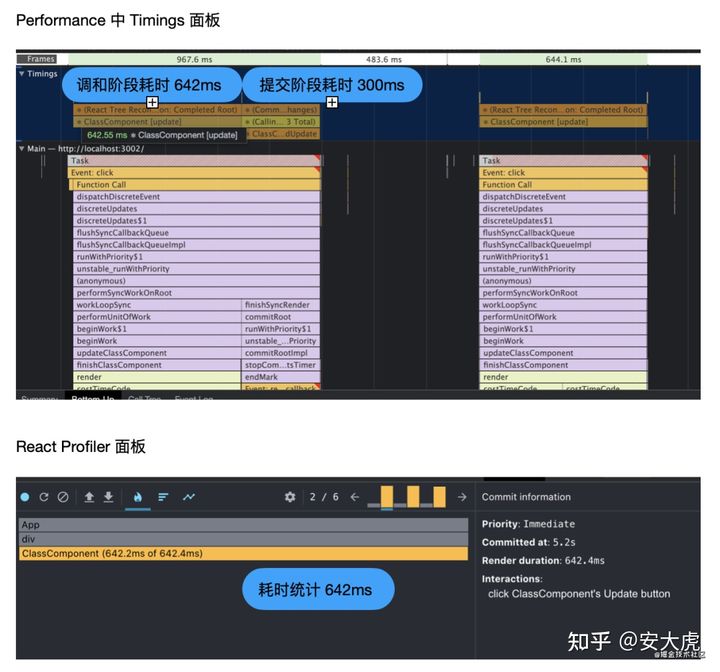 Performance 中 Timings 面板
Frames 967.6 ms 483.6 ms 644.1 ms
Timings
调和阶段耗时 642ms 提交阶段耗时 300ms
(React Tree Recon...on: Completed Root) (Comm...hanges) (React Tree Recon...on: Completed Root)
ClassComponent [update] (Callin... 3 Total) ClassComponent [update]
642.55 ms ClassComponent [update] ClassC...dUpdate
Main — http://localhost:3002/
Task Task
Event: click Event: click
Function Call Function Call
dispatchDiscreteEvent dispatchDiscreteEvent
discreteUpdates discreteUpdates
discreteUpdates$1 discreteUpdates$1
flushSyncCallbackQueue flushSyncCallbackQueue
flushSyncCallbackQueueImpl flushSyncCallbackQueueImpl
runWithPriority$1 runWithPriority$1
unstable_runWithPriority unstable_runWithPriority
(anonymous) (anonymous)
performSyncWorkOnRoot performSyncWorkOnRoot
workLoopSync finishSyncRender workLoopSync
performUnitOfWork commitRoot performUnitOfWork
beginWork$1 runWithPriority$1 beginWork$1
beginWork unstable_...Priority beginWork
updateClassComponent commitRootImpl updateClassComponent
finishClassComponent stopCom...tsTimer finishClassComponent
render endMark render
costTimeCode Event: re... callback costTimeCode costTimeCode
Summary Bottom-Up Call Tree Event Log
React Profiler 面板
2 / 6 Commit information
App
div
ClassComponent (642.2ms of 642.4ms)
Priority: Immediate
Committed at: 5.2s
Render duration: 642.4ms
Interactions:
click ClassComponent's Update button
耗时统计 642ms
知乎 @安大虎
@掘金技术社区